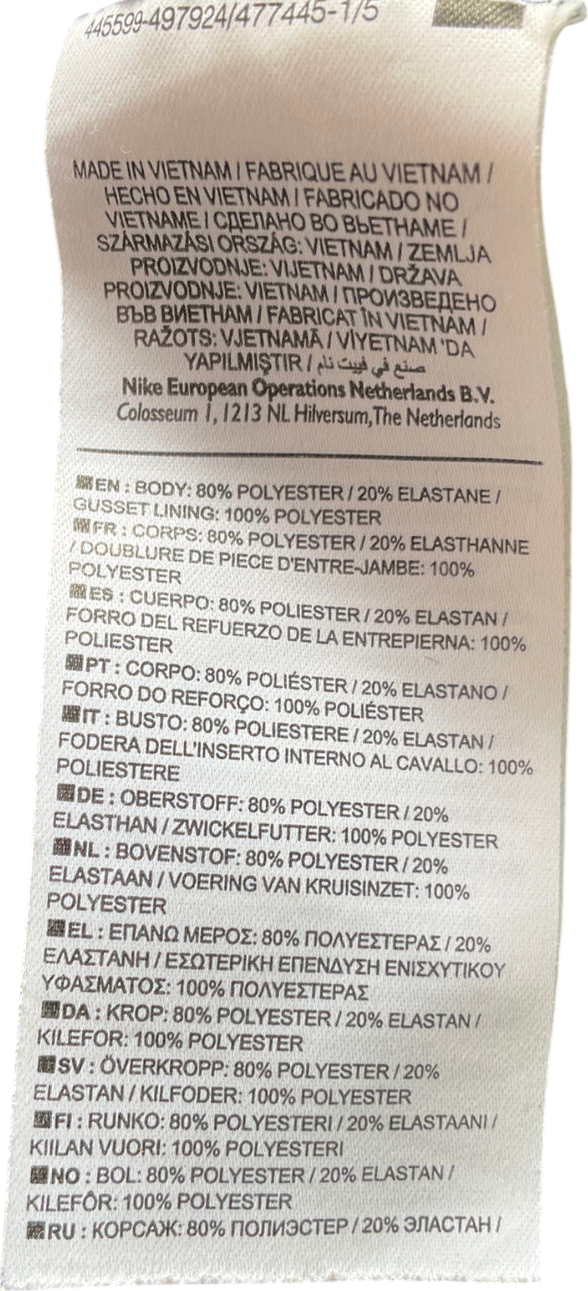 445599-497924/477445-1/5
MADE IN VIETNAM / FABRIQUE AU VIETNAM /
HECHO EN VIETNAM / FABRICADO NO
VIETNAME / СДЕЛАНО ВО ВЬЕТНАМЕ /
SZÁRMAZÁSI ORSZÁG: VIETNAM / ZEMLJA
PROIZVODNJE: VIJETNAM / DRŽAVA
PROIZVODNJE: VIETNAM / ПРОИЗВЕДЕНО
ВЪВ ВИЕТНАМ / FABRICAT ÎN VIETNAM /
RAŽOTS: VJETNAMĀ / VİYETNAM 'DA
YAPILMIŞTIR / صنع في فييت نام
Nike European Operations Netherlands B.V.
Colosseum 1, 1213 NL Hilversum, The Netherlands
EN : BODY: 80% POLYESTER / 20% ELASTANE /
GUSSET LINING: 100% POLYESTER
FR : CORPS: 80% POLYESTER / 20% ELASTHANNE
/ DOUBLURE DE PIECE D'ENTRE-JAMBE: 100%
POLYESTER
ES : CUERPO: 80% POLIESTER / 20% ELASTAN /
FORRO DEL REFUERZO DE LA ENTREPIERNA: 100%
POLIESTER
PT : CORPO: 80% POLIÉSTER / 20% ELASTANO /
FORRO DO REFORÇO: 100% POLIÉSTER
IT : BUSTO: 80% POLIESTERE / 20% ELASTAN /
FODERA DELL'INSERTO INTERNO AL CAVALLO: 100%
POLIESTERE
DE : OBERSTOFF: 80% POLYESTER / 20%
ELASTHAN / ZWICKELFUTTER: 100% POLYESTER
NL : BOVENSTOF: 80% POLYESTER / 20%
ELASTAAN / VOERING VAN KRUISINZET: 100%
POLYESTER
EL : ΕΠΑΝΩ ΜΕΡΟΣ: 80% ΠΟΛΥΕΣΤΕΡΑΣ / 20%
ΕΛΑΣΤΑΝΗ / ΕΣΩΤΕΡΙΚΗ ΕΠΕΝΔΥΣΗ ΕΝΙΣΧΥΤΙΚΟΥ
ΥΦΑΣΜΑΤΟΣ: 100% ΠΟΛΥΕΣΤΕΡΑΣ
DA : KROP: 80% POLYESTER / 20% ELASTAN /
KILEFOR: 100% POLYESTER
SV : ÖVERKROPP: 80% POLYESTER / 20%
ELASTAN / KILFODER: 100% POLYESTER
FI : RUNKO: 80% POLYESTERI / 20% ELASTAANI /
KIILAN VUORI: 100% POLYESTERI
NO : BOL: 80% POLYESTER / 20% ELASTAN /
KILEFÔR: 100% POLYESTER
RU : КОРСАЖ: 80% ПОЛИЭСТЕР / 20% ЭЛАСТАН /